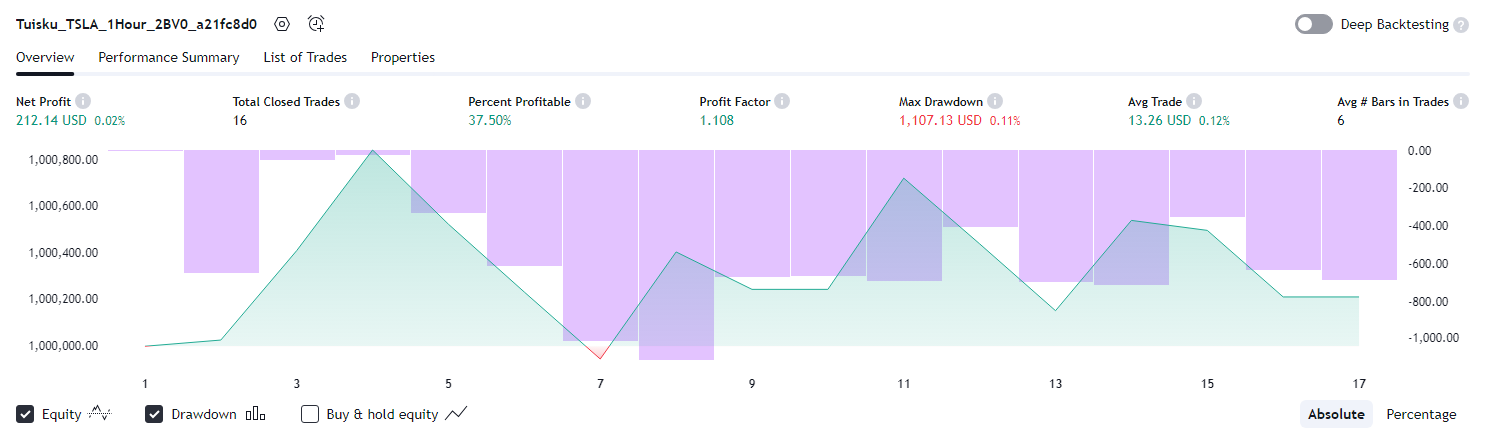 Tuisku_TSLA_1Hour_2BV0_a21fc8d0 Deep Backtesting ?
Overview Performance Summary List of Trades Properties
Net Profit i Total Closed Trades i Percent Profitable i Profit Factor i Max Drawdown i Avg Trade i Avg # Bars in Trades i
212.14 USD 0.02% 16 37.50% 1.108 1,107.13 USD 0.11% 13.26 USD 0.12% 6
1,000,800.00 0.00
1,000,600.00 -200.00
1,000,400.00 -400.00
1,000,200.00 -600.00
1,000,000.00 -800.00
-1,000.00
1 3 5 7 9 11 13 15 17
Equity Drawdown Buy & hold equity Absolute Percentage